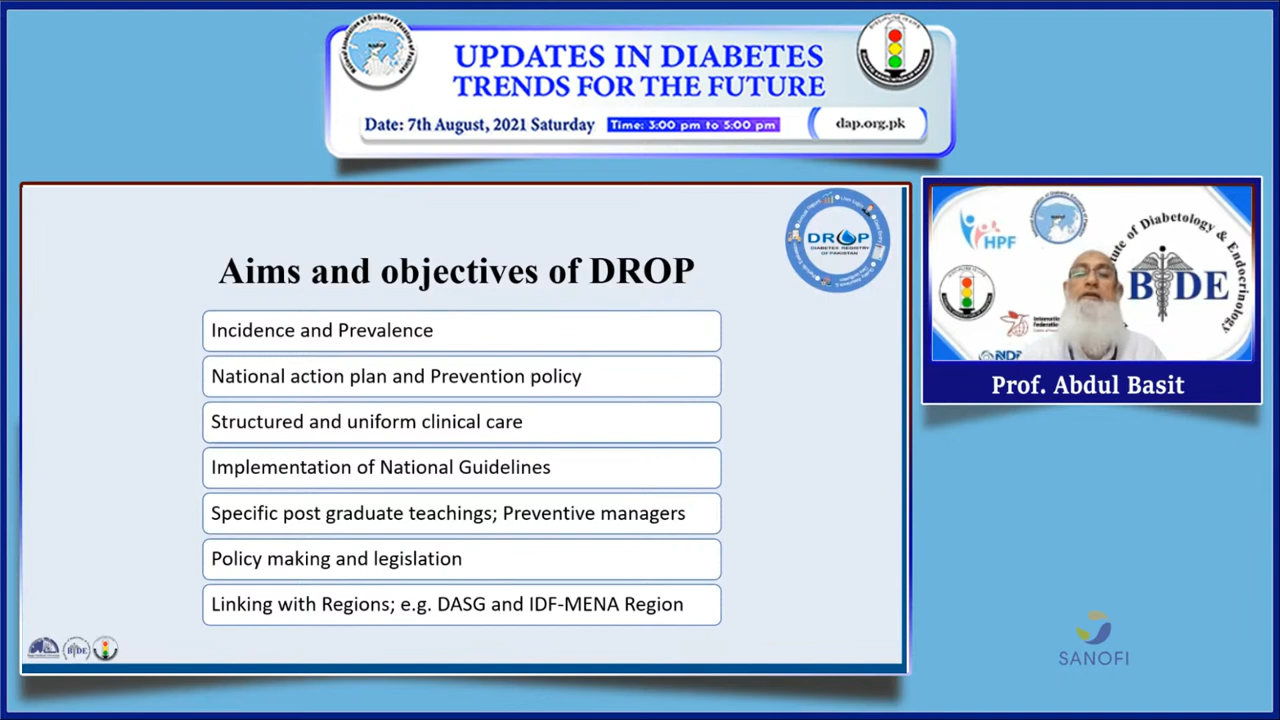 UPDATES IN DIABETES
TRENDS FOR THE FUTURE
Date: 7th August, 2021 Saturday
Time: 3:00 pm to 5:00 pm
dap.org.pk
DROP
DIABETES REGISTRY
OF PAKISTAN
Aims and objectives of DROP
Incidence and Prevalence
National action plan and Prevention policy
Structured and uniform clinical care
Implementation of National Guidelines
Specific post graduate teachings; Preventive managers
Policy making and legislation
Linking with Regions; e.g. DASG and IDF-MENA Region
HPF
of Diabetology & Endocrinology
BIDE
Prof. Abdul Basit
SANOFI